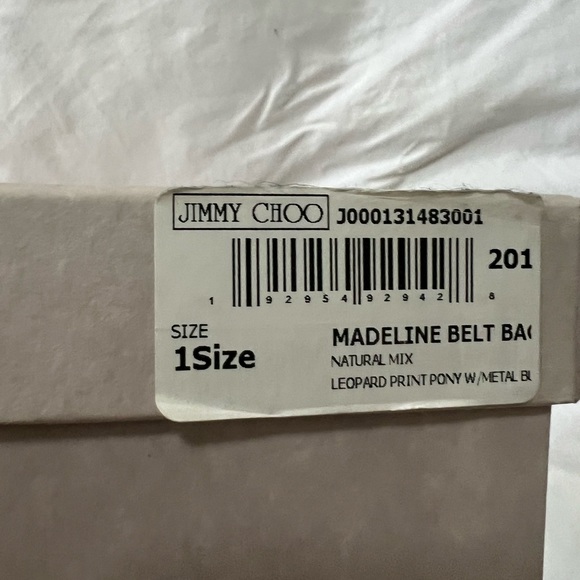 JIMMY CHOO J000131483001
201
1 92954 92942 8
SIZE
1Size
MADELINE BELT BA
NATURAL MIX
LEOPARD PRINT PONY W/METAL BU